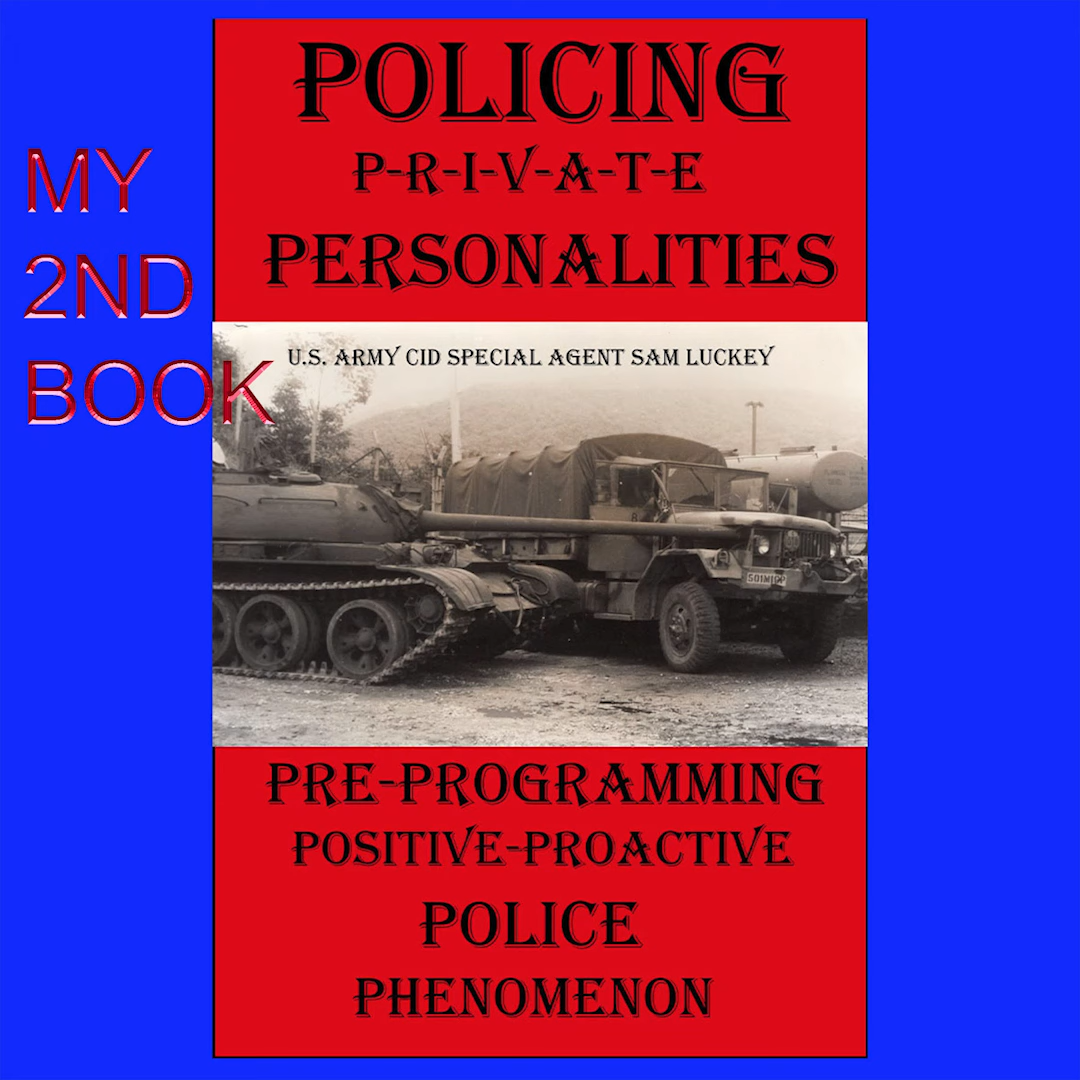 MY
2ND
BOOK
POLICING
P-R-I-V-A-T-E
PERSONALITIES
U.S. ARMY CID SPECIAL AGENT SAM LUCKEY
PRE-PROGRAMMING
POSITIVE-PROACTIVE
POLICE
PHENOMENON